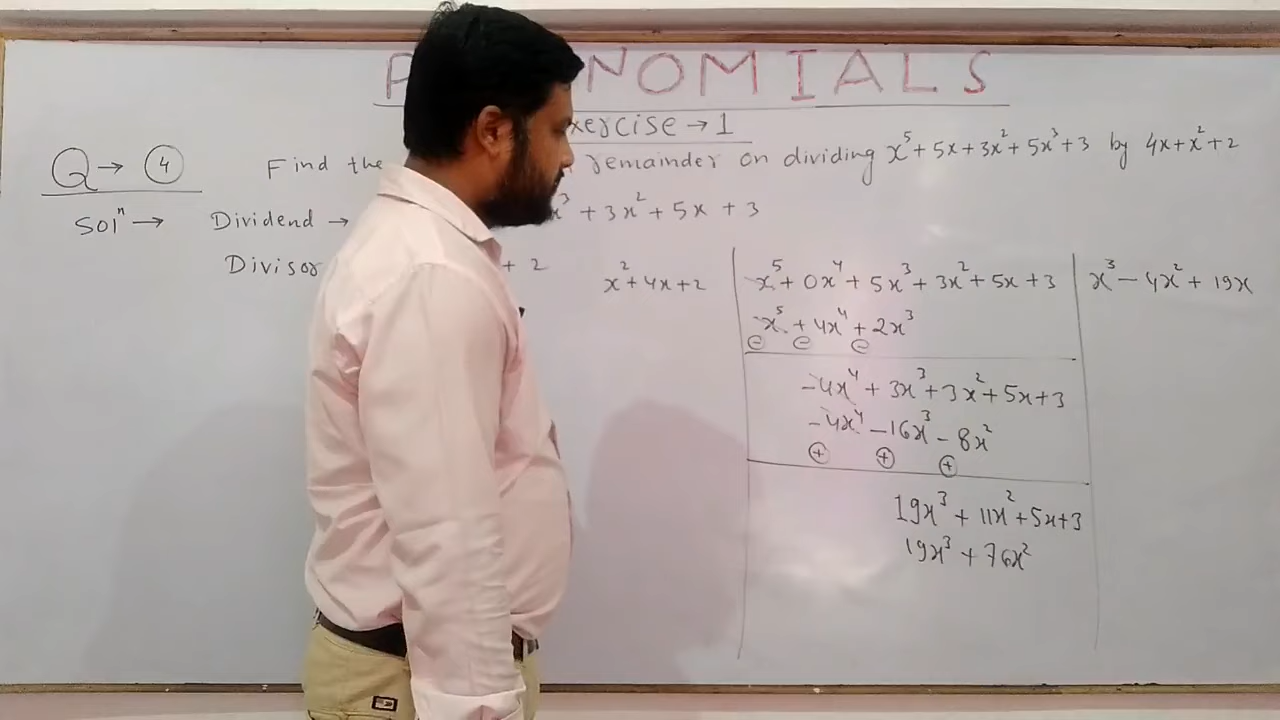 P NOMIALS
xercise → 1
Q → 4 Find the remainder on dividing x⁵ + 5x + 3x² + 5x³ + 3 by 4x + x² + 2
Solⁿ → Dividend → x³ + 3x² + 5x + 3
Divisor + 2
x² + 4x + 2 x⁵ + 0x⁴ + 5x³ + 3x² + 5x + 3 x³ – 4x² + 19x
x⁵ + 4x⁴ + 2x³
⊖ ⊖ ⊖
–4x⁴ + 3x³ + 3x² + 5x + 3
–4x⁴ – 16x³ – 8x²
⊕ ⊕ ⊕
19x³ + 11x² + 5x + 3
19x³ + 76x²